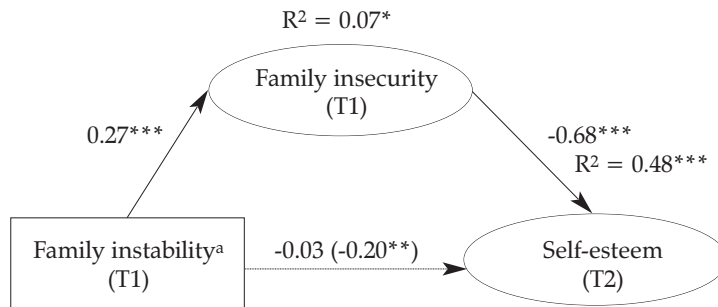 R² = 0.07*
Family insecurity
(T1)
0.27***
-0.68***
R² = 0.48***
Family instabilityᵃ
(T1)
-0.03 (-0.20**)
Self-esteem
(T2)